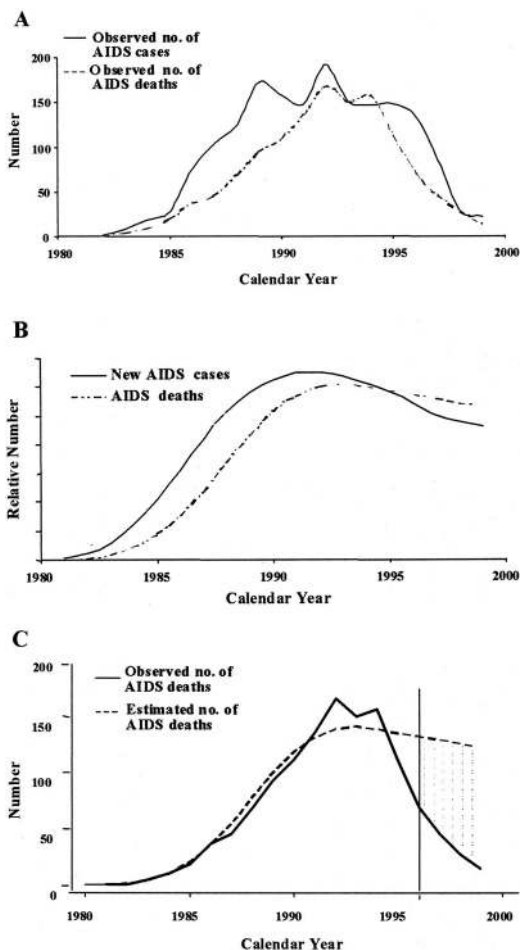 A
Observed no. of
AIDS cases
Observed no. of
AIDS deaths
Number
200
150
100
50
0
1980 1985 1990 1995 2000
Calendar Year
B
New AIDS cases
AIDS deaths
Relative Number
1980 1985 1990 1995 2000
Calendar Year
C
Observed no. of
AIDS deaths
Estimated no. of
AIDS deaths
Number
200
150
100
50
0
1980 1985 1990 1995 2000
Calendar Year